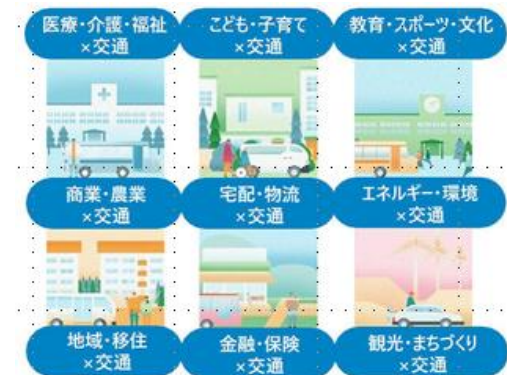 医療・介護・福祉
×交通
こども・子育て
×交通
教育・スポーツ・文化
×交通
商業・農業
×交通
宅配・物流
×交通
エネルギー・環境
×交通
地域・移住
×交通
金融・保険
×交通
観光・まちづくり
×交通